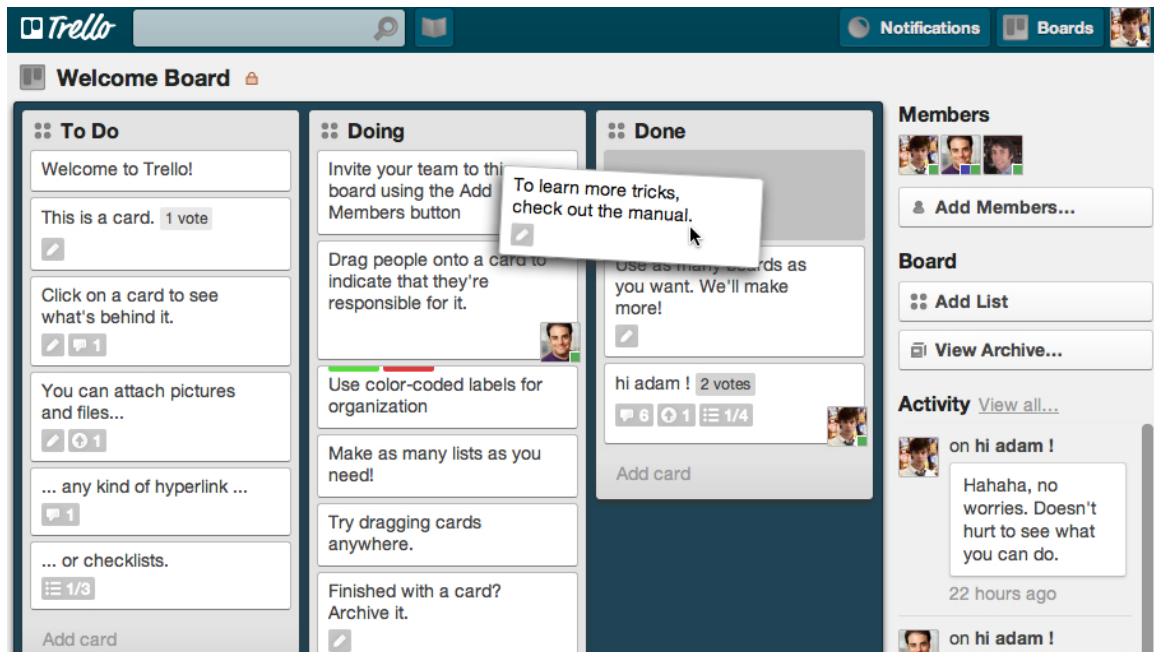 Trello
Notifications
Boards
Welcome Board
To Do
Welcome to Trello!
This is a card. 1 vote
Click on a card to see
what's behind it.
1
You can attach pictures
and files...
1
... any kind of hyperlink ...
1
... or checklists.
1/3
Add card
Doing
Invite your team to this
board using the Add
Members button
Drag people onto a card to
indicate that they're
responsible for it.
Use color-coded labels for
organization
Make as many lists as you
need!
Try dragging cards
anywhere.
Finished with a card?
Archive it.
Done
To learn more tricks,
check out the manual.
Use as many boards as
you want. We'll make
more!
hi adam ! 2 votes
6 1 1/4
Add card
Members
Add Members...
Board
Add List
View Archive...
Activity View all...
on hi adam !
Hahaha, no
worries. Doesn't
hurt to see what
you can do.
22 hours ago
on hi adam !